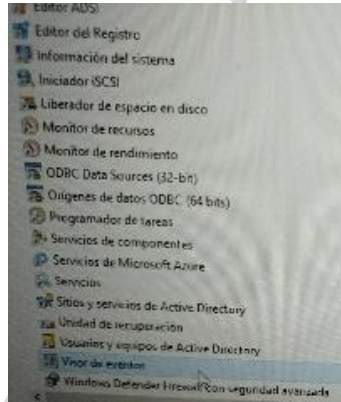 Editor ADSI
Editor del Registro
Información del sistema
Iniciador iSCSI
Liberador de espacio en disco
Monitor de recursos
Monitor de rendimiento
ODBC Data Sources (32-bit)
Orígenes de datos ODBC (64 bits)
Programador de tareas
Servicios de componentes
Servicios de Microsoft Azure
Servicios
Sitios y servicios de Active Directory
Unidad de recuperación
Usuarios y equipos de Active Directory
Visor de eventos
Windows Defender Firewall con seguridad avanzada